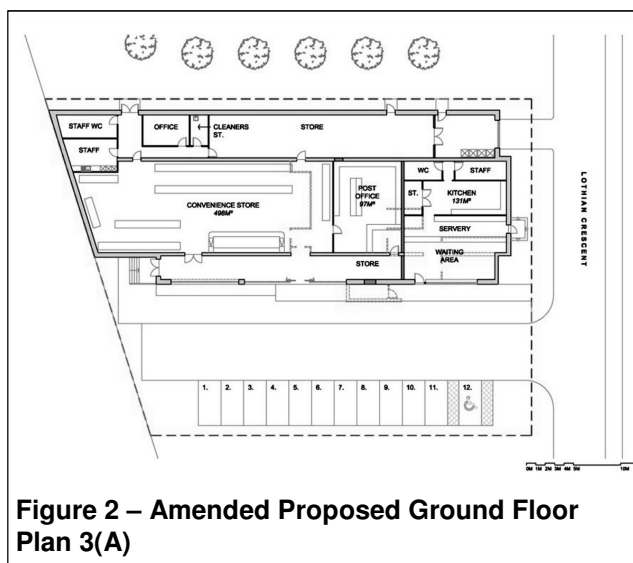 STAFF WC
OFFICE
CLEANERS
ST.
STORE
STAFF
WC
STAFF
POST
OFFICE
97M²
ST.
KITCHEN
131M²
CONVENIENCE STORE
498M²
SERVERY
WAITING
AREA
STORE
LOTHIAN CRESCENT
1. 2. 3. 4. 5. 6. 7. 8. 9. 10. 11. 12.
0M 1M 2M 3M 4M 5M 10M
Figure 2 – Amended Proposed Ground Floor
Plan 3(A)